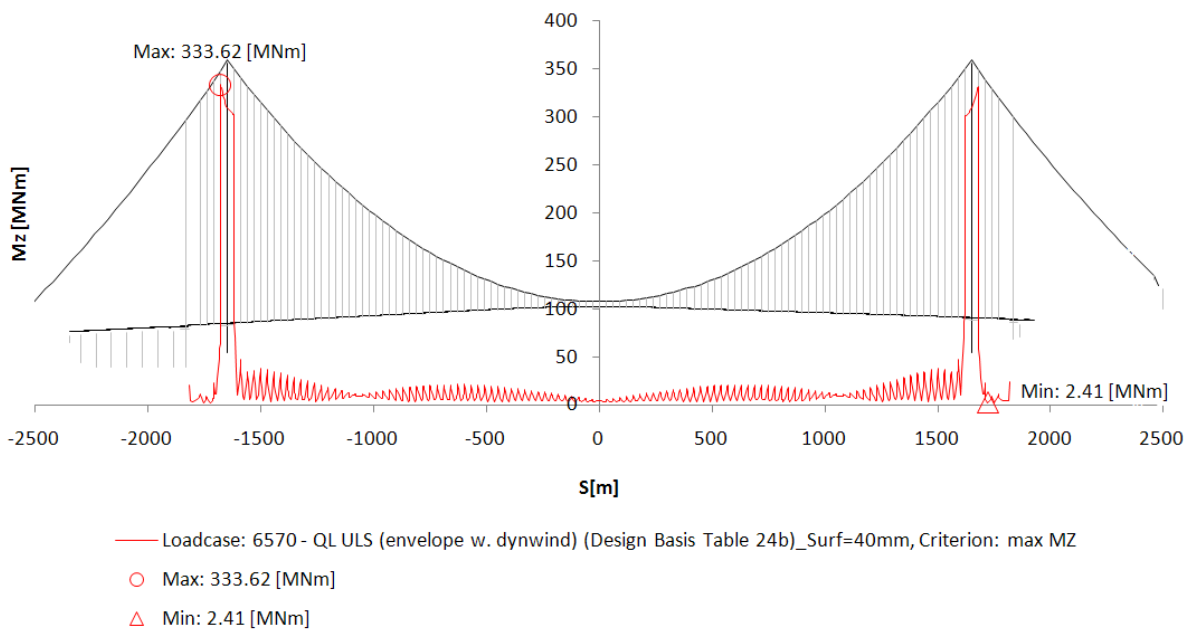 400
Max: 333.62 [MNm]
350
300
250
200
150
100
50
0
Mz [MNm]
Min: 2.41 [MNm]
-2500 -2000 -1500 -1000 -500 0 500 1000 1500 2000 2500
S[m]
Loadcase: 6570 - QL ULS (envelope w. dynwind) (Design Basis Table 24b)_Surf=40mm, Criterion: max MZ
Max: 333.62 [MNm]
Min: 2.41 [MNm]